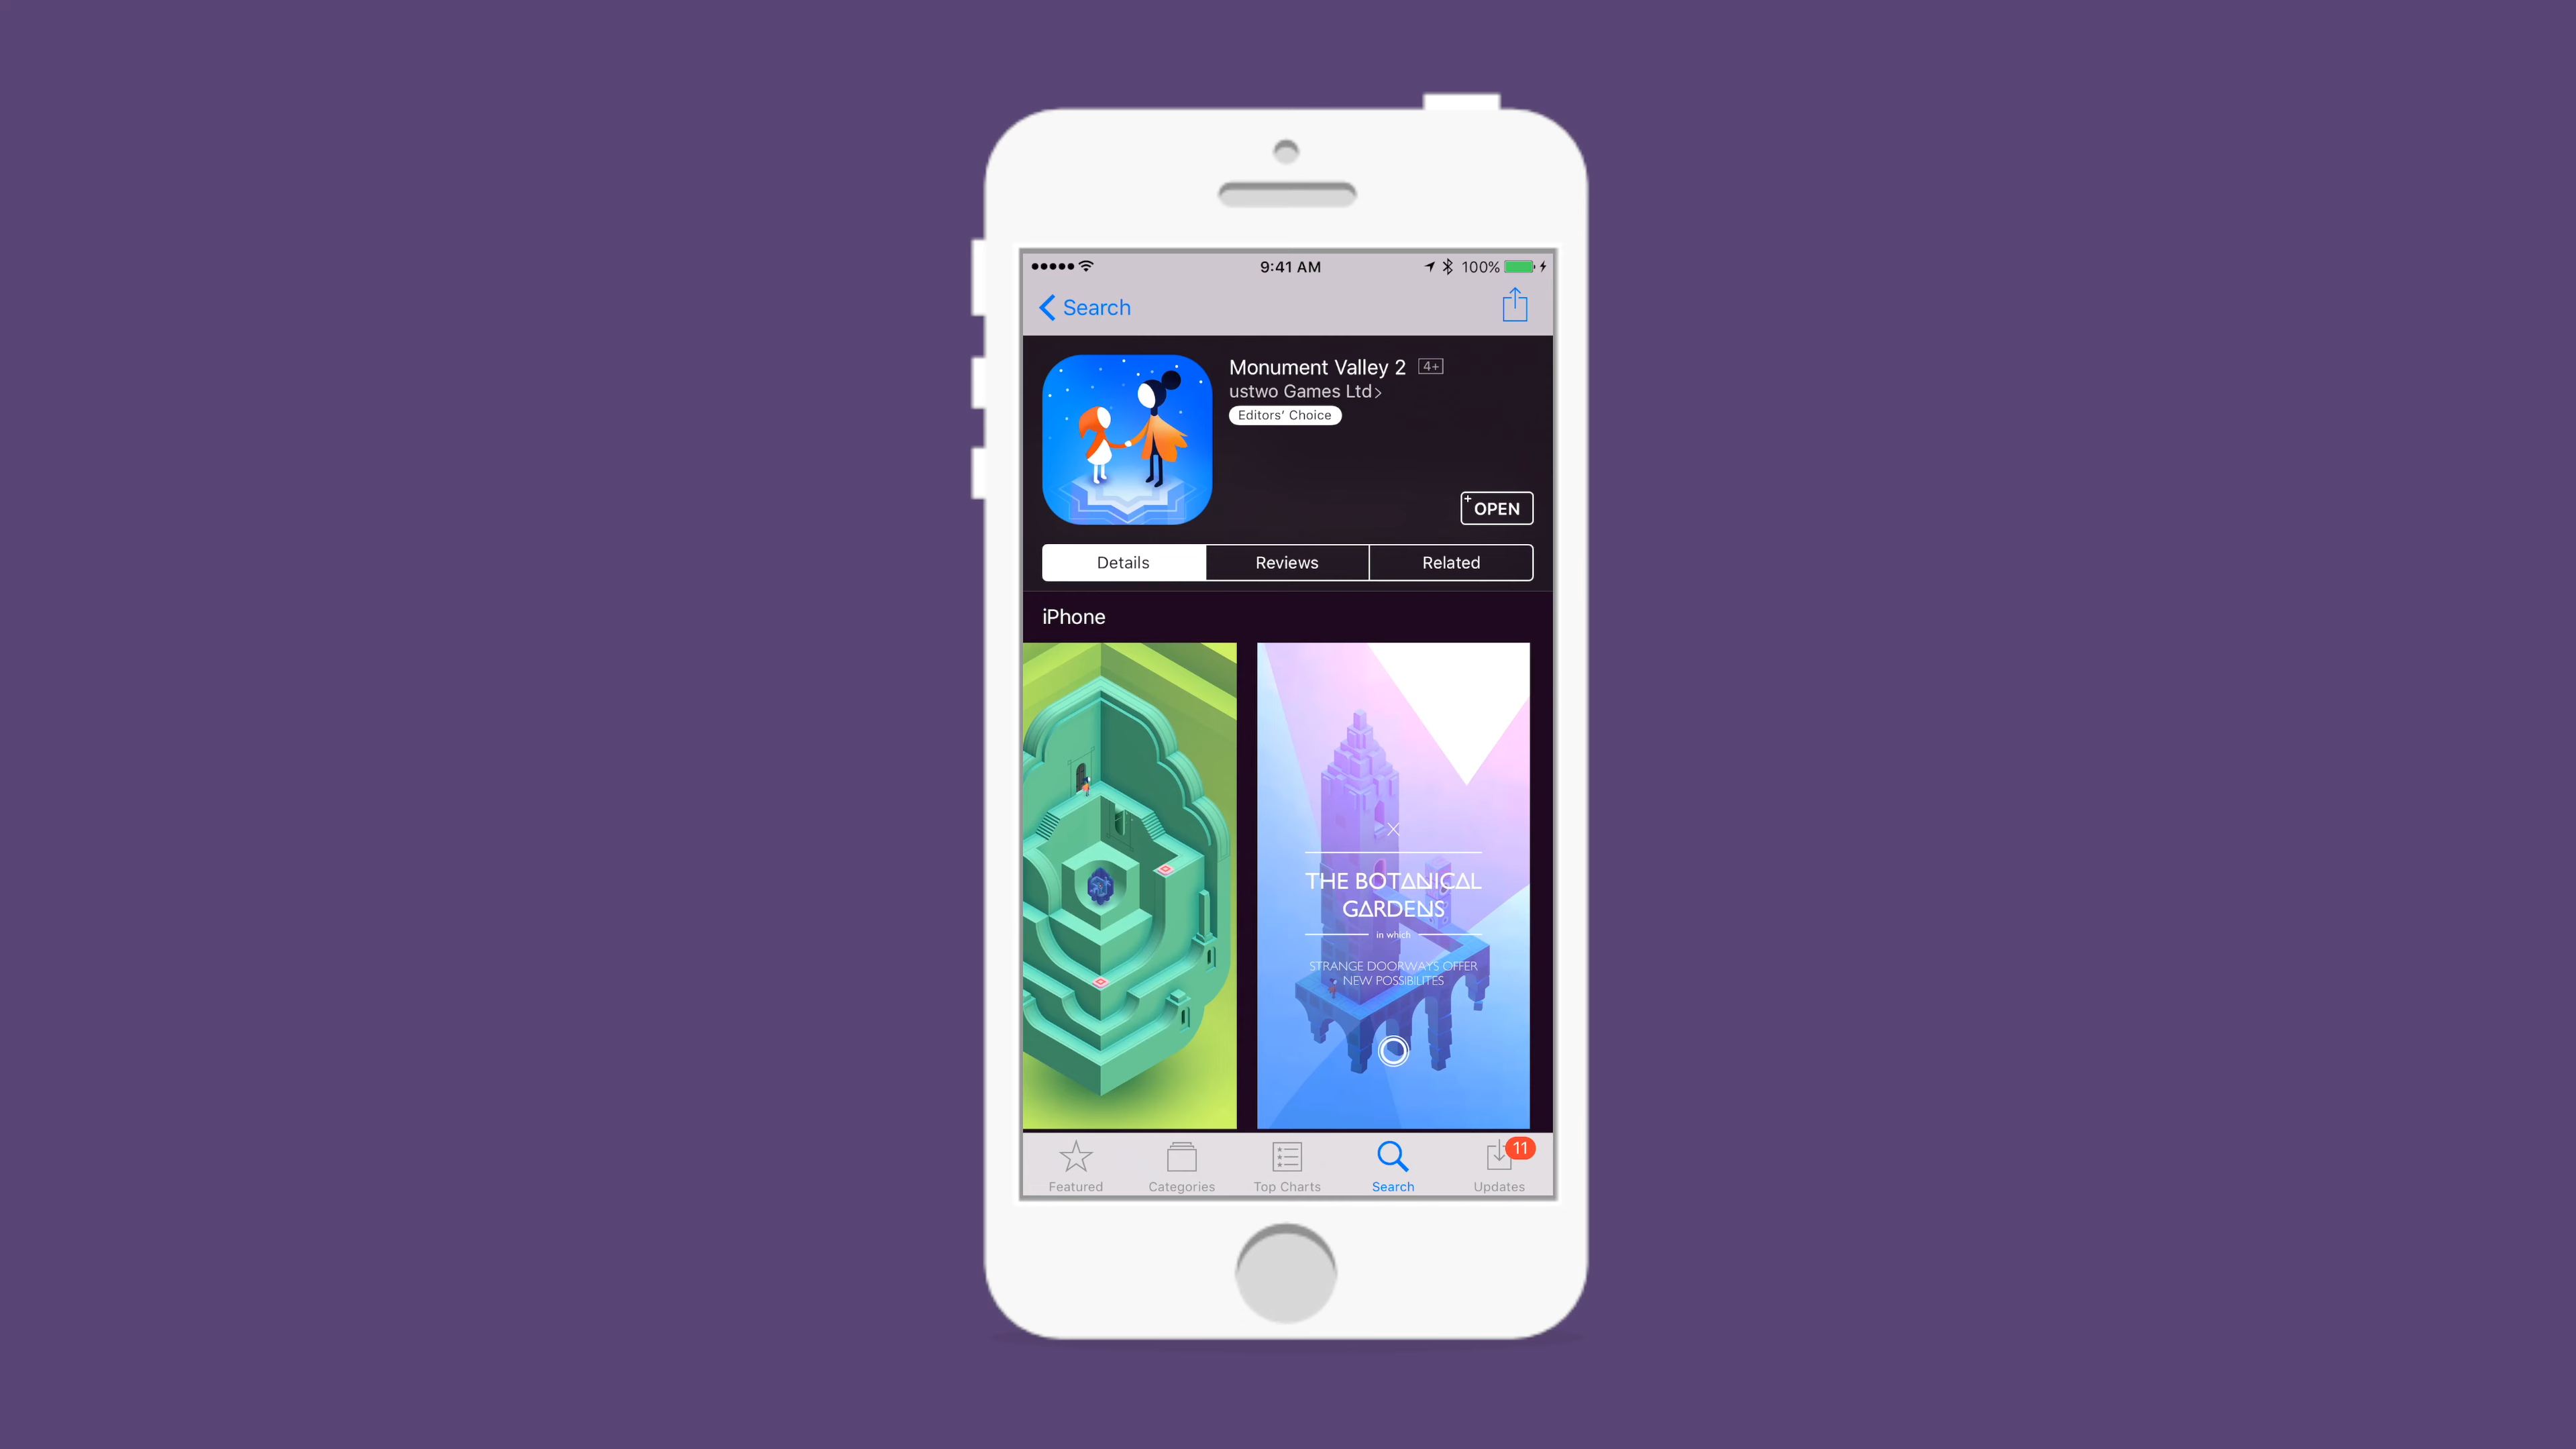 9:41 AM 100%
Search
Monument Valley 2 4+
ustwo Games Ltd
Editors' Choice
+OPEN
Details Reviews Related
iPhone
X
THE BOTANICAL
GARDENS
in which
STRANGE DOORWAYS OFFER
NEW POSSIBILITES
11
Featured Categories Top Charts Search Updates